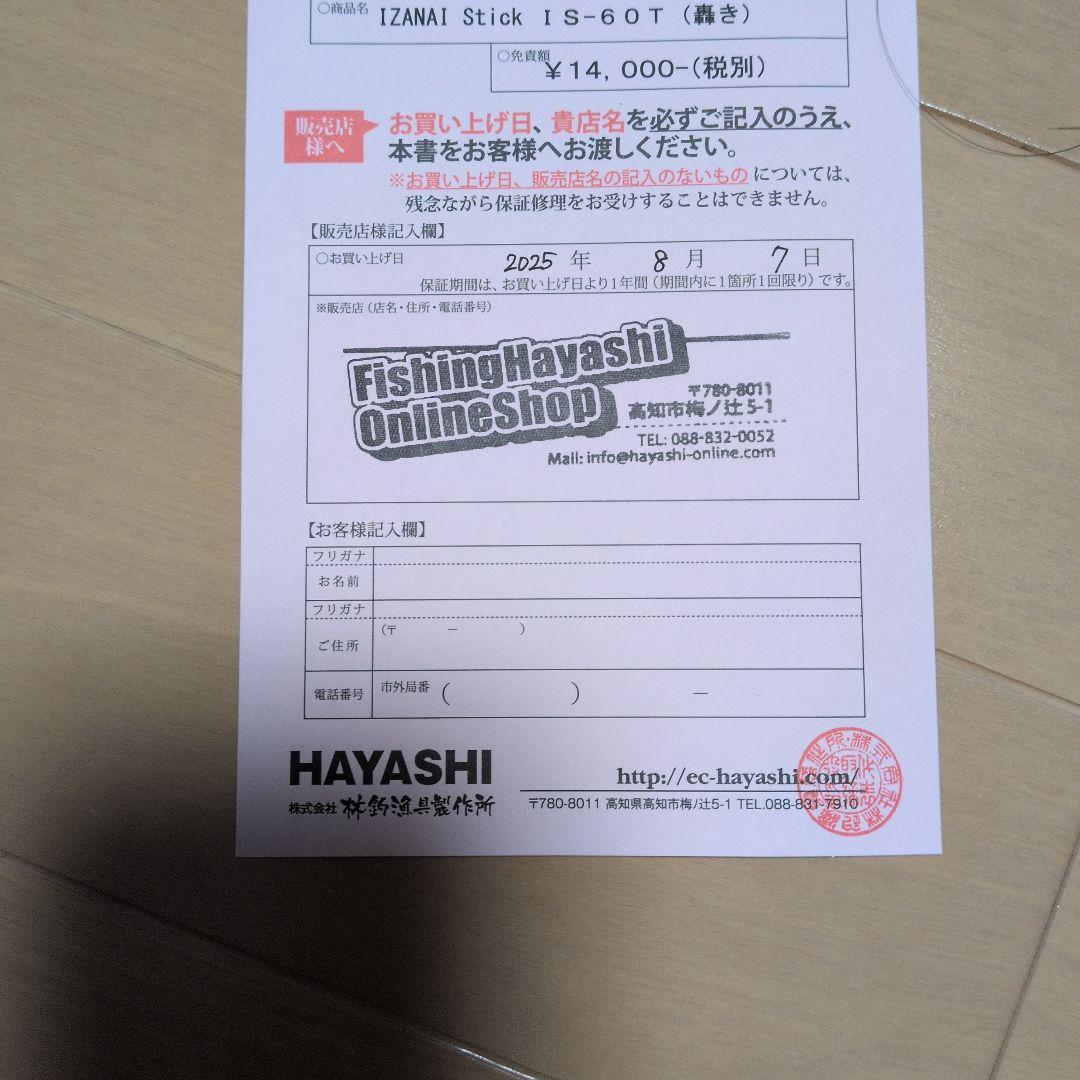 ○商品名 IZANAI Stick IS-60T (轟き)
○免責額 ¥14,000-(税別)
販売店様へ
お買い上げ日、貴店名を必ずご記入のうえ、
本書をお客様へお渡しください。
※お買い上げ日、販売店名の記入のないものについては、
残念ながら保証修理をお受けすることはできません。
【販売店様記入欄】
○お買い上げ日 2025 年 8 月 7 日
保証期間は、お買い上げ日より1年間（期間内に1箇所1回限り）です。
※販売店（店名・住所・電話番号）
FishingHayashi
OnlineShop
〒780-8011
高知市梅ノ辻 5-1
TEL: 088-832-0052
Mail: info@hayashi-online.com
【お客様記入欄】
フリガナ
お名前
フリガナ
ご住所 (〒 － )
電話番号 市外局番 ( ) －
HAYASHI
株式会社 林釣漁具製作所
http://ec-hayashi.com/
〒780-8011 高知県高知市梅ノ辻5-1 TEL.088-831-7910